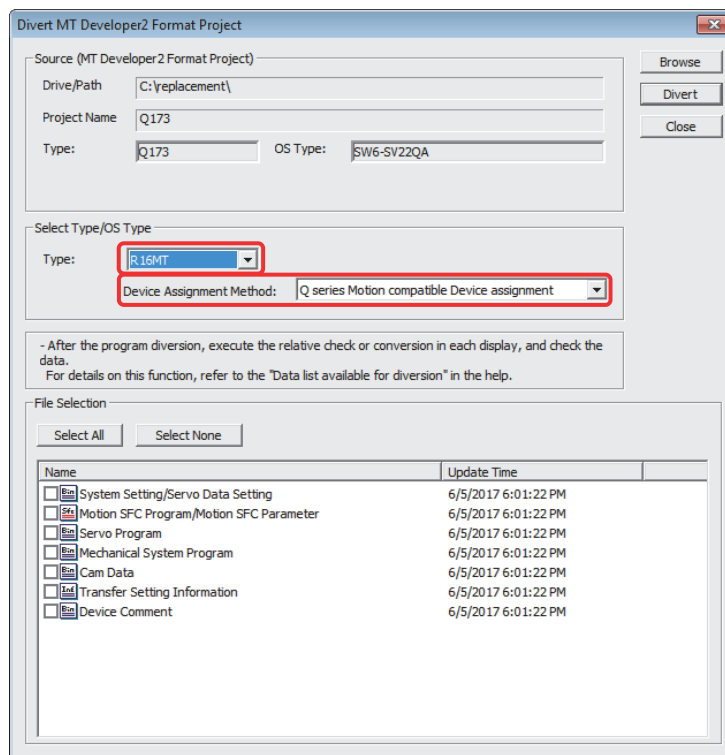 Divert MT Developer2 Format Project
Source (MT Developer2 Format Project)
Browse
Drive/Path C:\replacement\
Divert
Project Name Q173
Close
Type: Q173 OS Type: SW6-SV22QA
Select Type/OS Type
Type: R16MT
Device Assignment Method: Q series Motion compatible Device assignment
- After the program diversion, execute the relative check or conversion in each display, and check the
data.
For details on this function, refer to the "Data list available for diversion" in the help.
File Selection
Select All Select None
Name Update Time
Bin System Setting/Servo Data Setting 6/5/2017 6:01:22 PM
Sfc Motion SFC Program/Motion SFC Parameter 6/5/2017 6:01:22 PM
Bin Servo Program 6/5/2017 6:01:22 PM
Bin Mechanical System Program 6/5/2017 6:01:22 PM
Bin Cam Data 6/5/2017 6:01:22 PM
Inf Transfer Setting Information 6/5/2017 6:01:22 PM
Bin Device Comment 6/5/2017 6:01:22 PM